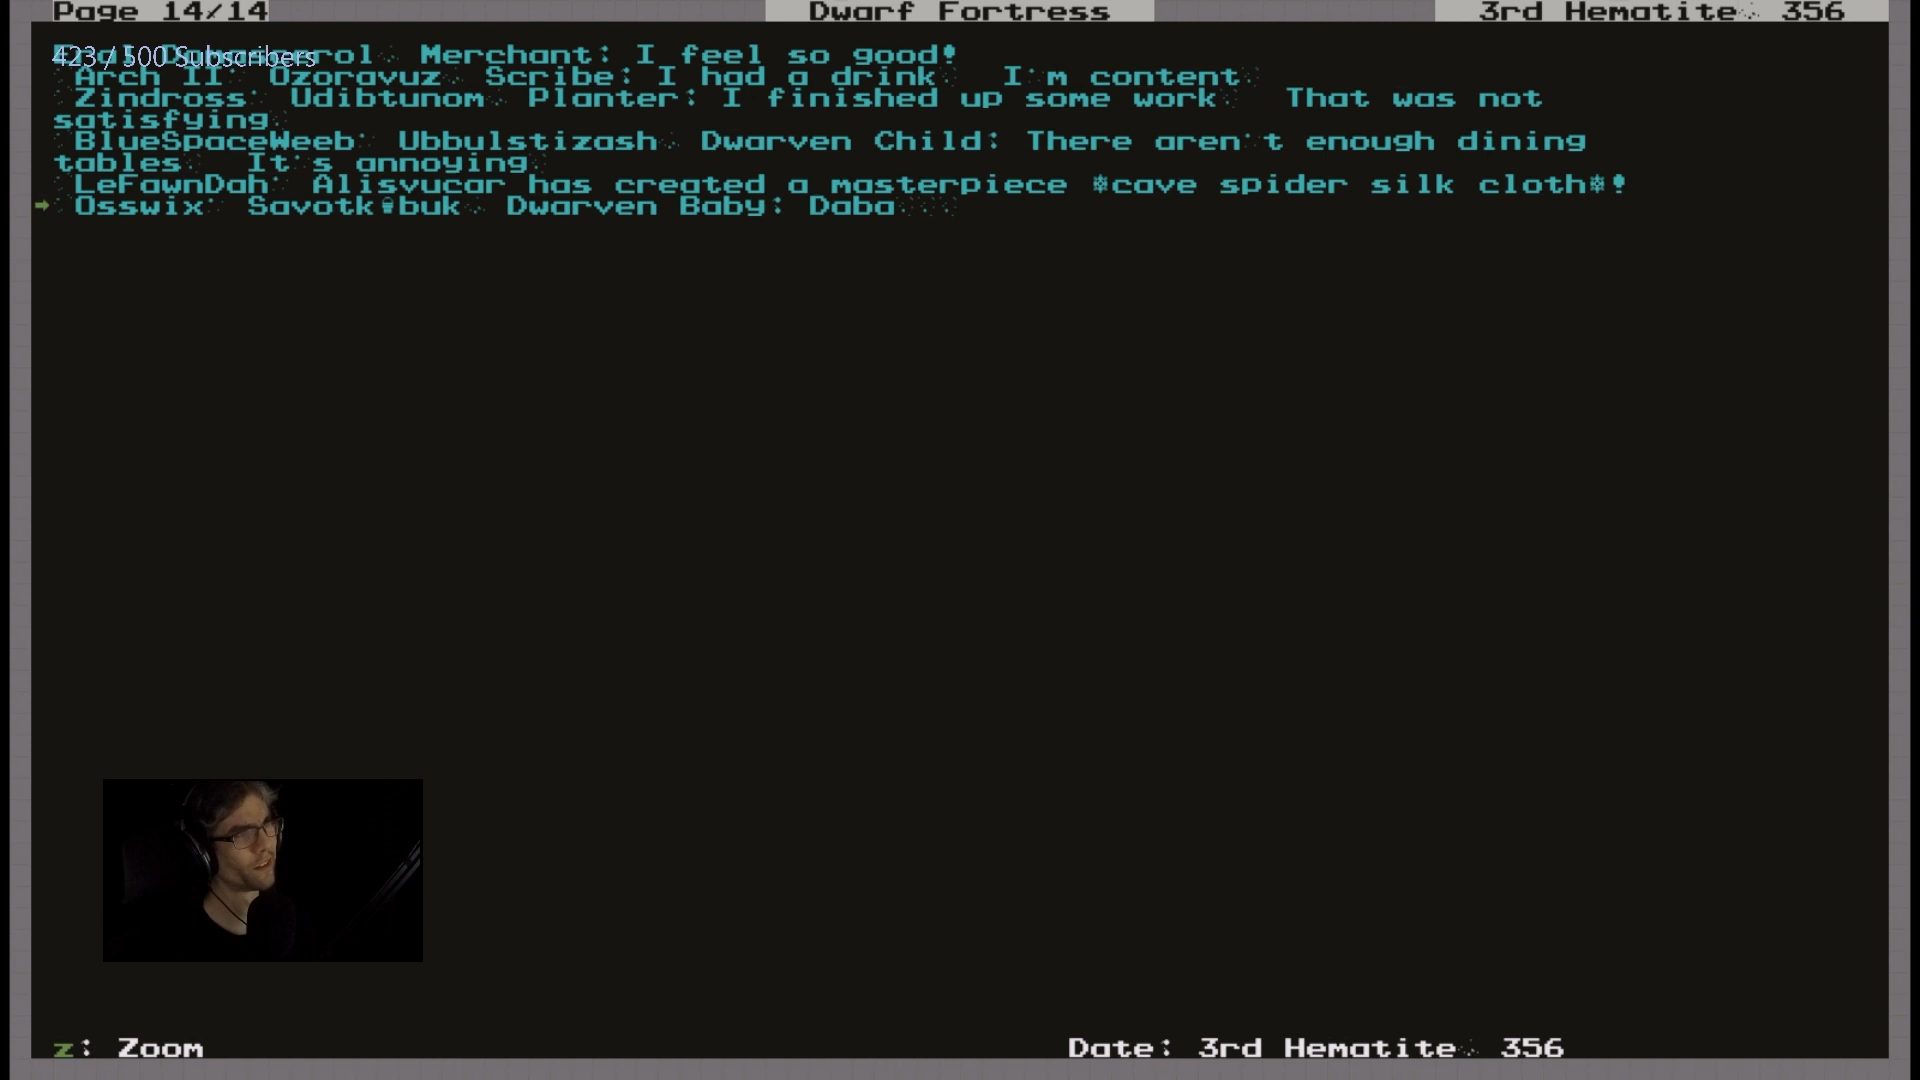 Page 14/14 Dwarf Fortress 3rd Hematite. 356
423 / 500 Subscribers
Merchant: I feel so good!
Arch II Ozoravuz, Scribe: I had a drink. I'm content.
Zindross Udibtunom, Planter: I finished up some work. That was not
satisfying.
BlueSpaceWeeb Ubbulstizash, Dwarven Child: There aren't enough dining
tables. It's annoying.
LeFawnDah Alisvucar has created a masterpiece ☼cave spider silk cloth☼!
Osswix Dwarven Baby: Daba...
z: Zoom Date: 3rd Hematite. 356